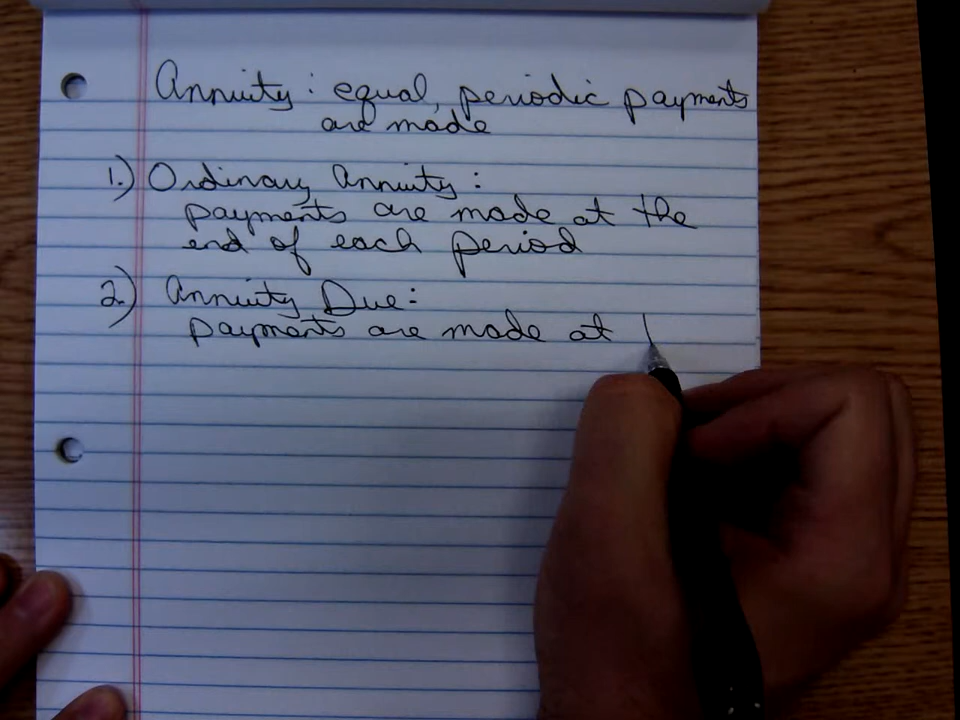 Annuity: equal, periodic payments
are made
1.) Ordinary Annuity:
payments are made at the
end of each period
2.) Annuity Due:
payments are made at